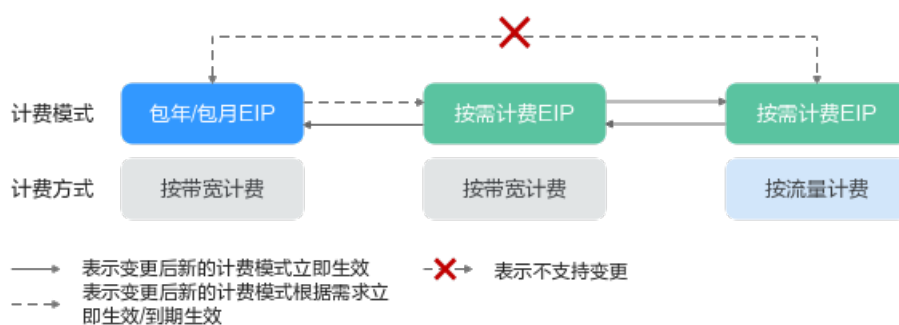 计费模式
包年/包月EIP
按需计费EIP
按需计费EIP
计费方式
按带宽计费
按带宽计费
按流量计费
表示变更后新的计费模式立即生效
表示不支持变更
表示变更后新的计费模式根据需求立
即生效/到期生效